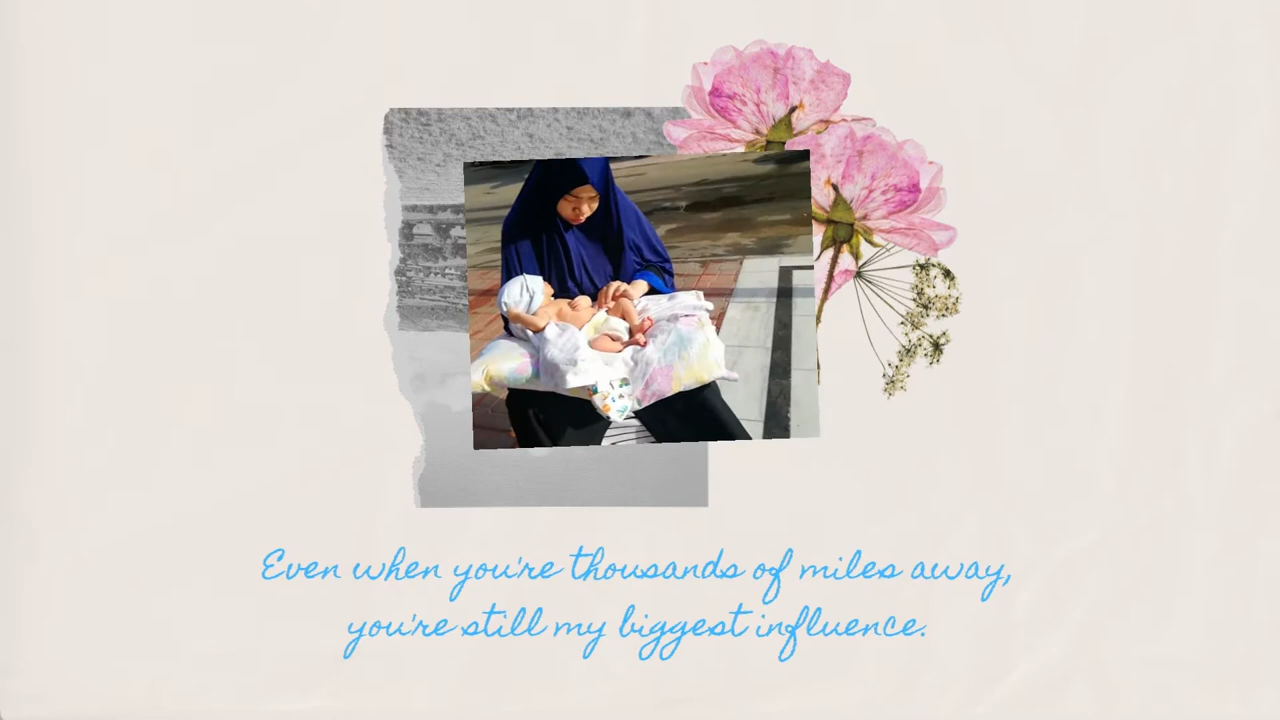 Even when you're thousands of miles away,
you're still my biggest influence.